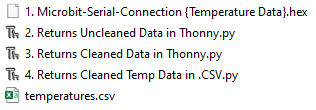 1. Microbit-Serial-Connection {Temperature Data}.hex
2. Returns Uncleaned Data in Thonny.py
3. Returns Cleaned Data in Thonny.py
4. Returns Cleaned Temp Data in .CSV.py
temperatures.csv